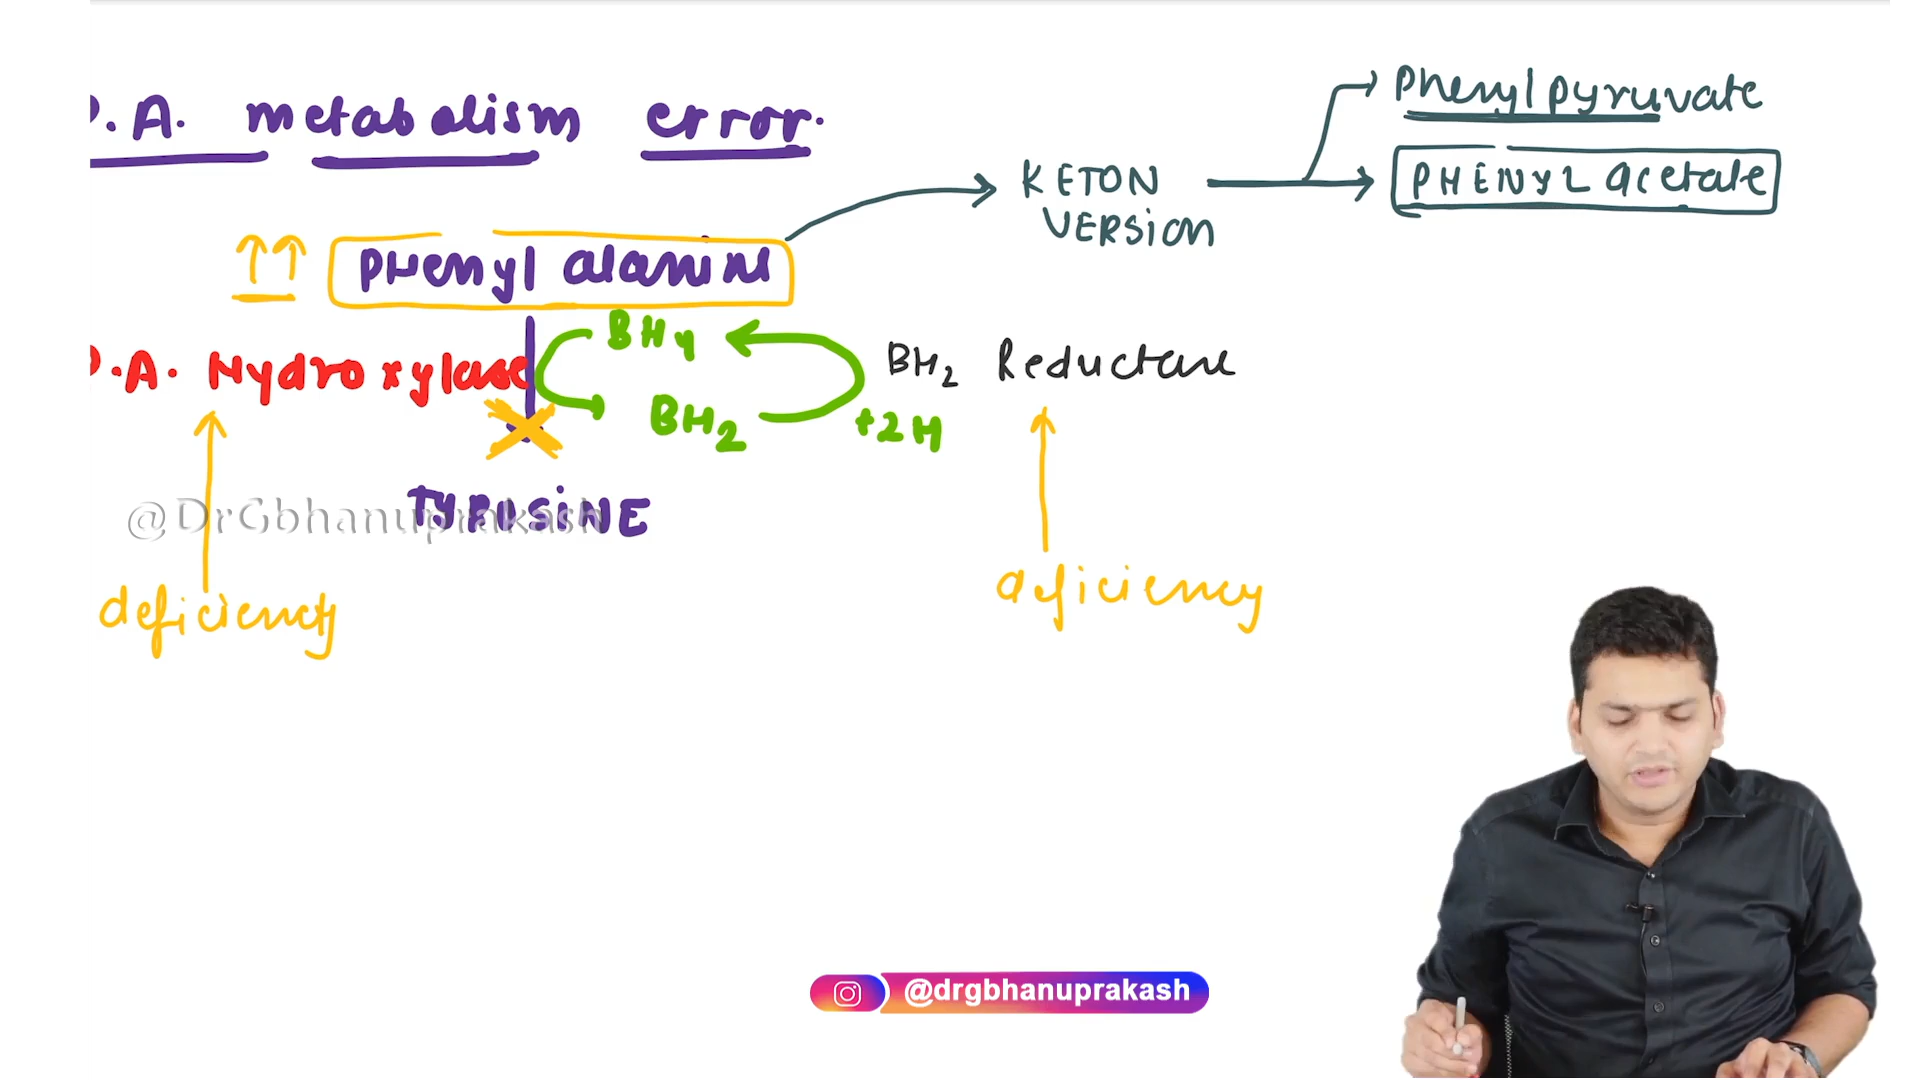 .A. metabolism error.
Phenylpyruvate
PHENYL acetate
KETON
VERSION
↑↑ PHenyl alanine
BH4
.A. Hydroxylase
BH2 Reductase
BH2
+2H
TYROSiNE
@DrGbhanuprakash
deficiency
deficiency
@drgbhanuprakash